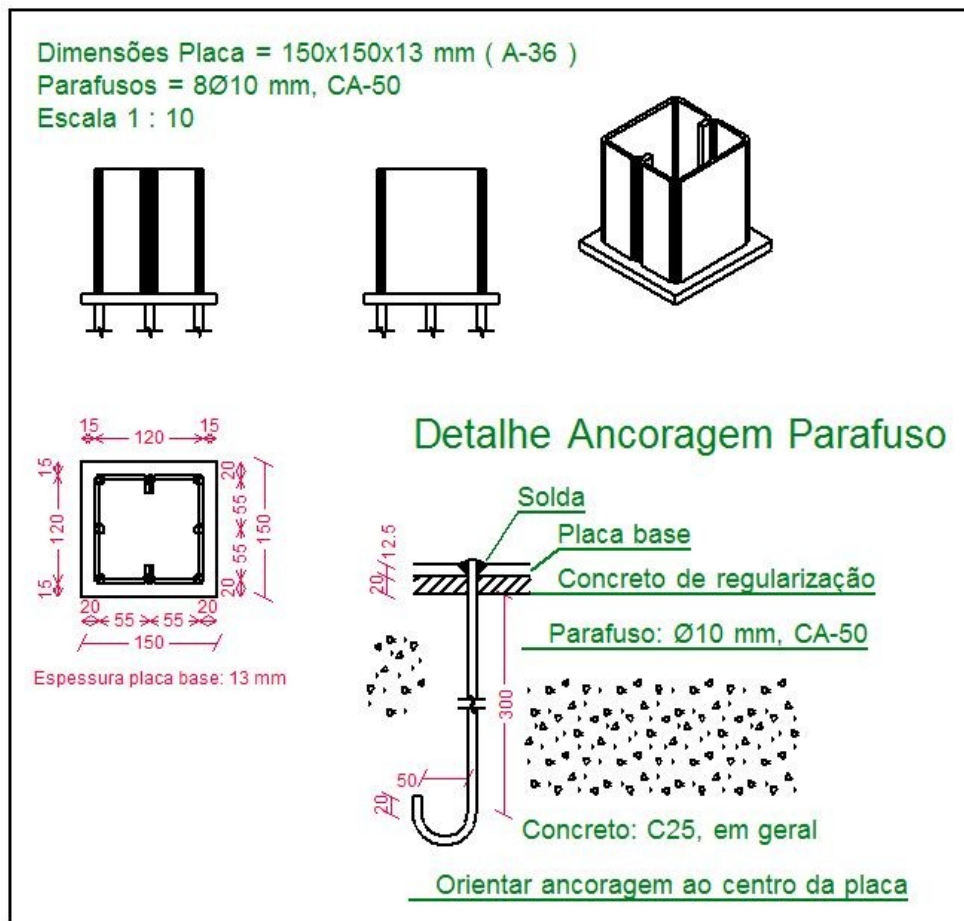 Dimensões Placa = 150x150x13 mm ( A-36 )
Parafusos = 8Ø10 mm, CA-50
Escala 1 : 10
15 120 15
15
120
15
20
55
55
20
150
20 55 55 20
150
Espessura placa base: 13 mm
Detalhe Ancoragem Parafuso
Solda
12.5
Placa base
20
Concreto de regularização
Parafuso: Ø10 mm, CA-50
300
50
20
Concreto: C25, em geral
Orientar ancoragem ao centro da placa